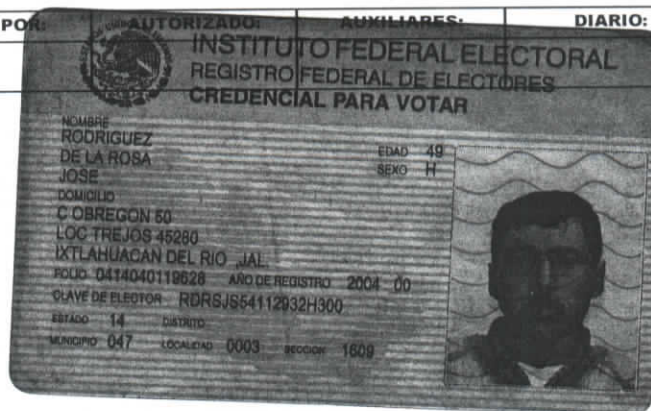 POR: AUTORIZADO: AUXILIARES: DIARIO:
INSTITUTO FEDERAL ELECTORAL
REGISTRO FEDERAL DE ELECTORES
CREDENCIAL PARA VOTAR
NOMBRE
RODRIGUEZ
DE LA ROSA
JOSE
EDAD 49
SEXO H
DOMICILIO
C OBREGON 50
LOC TREJOS 45280
IXTLAHUACAN DEL RIO ,JAL.
FOLIO 0414040119628 AÑO DE REGISTRO 2004 00
CLAVE DE ELECTOR RDRSJS54112932H300
ESTADO 14 DISTRITO
MUNICIPIO 047 LOCALIDAD 0003 SECCION 1609